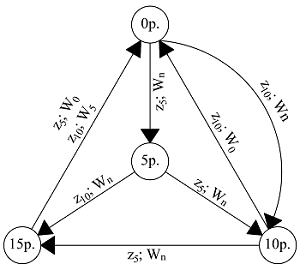 0p.
z5; W0
z10; W5
z5; Wn
z10; W0
z10; Wn
5p.
z10; Wn
z5; Wn
15p.
10p.
z5; Wn